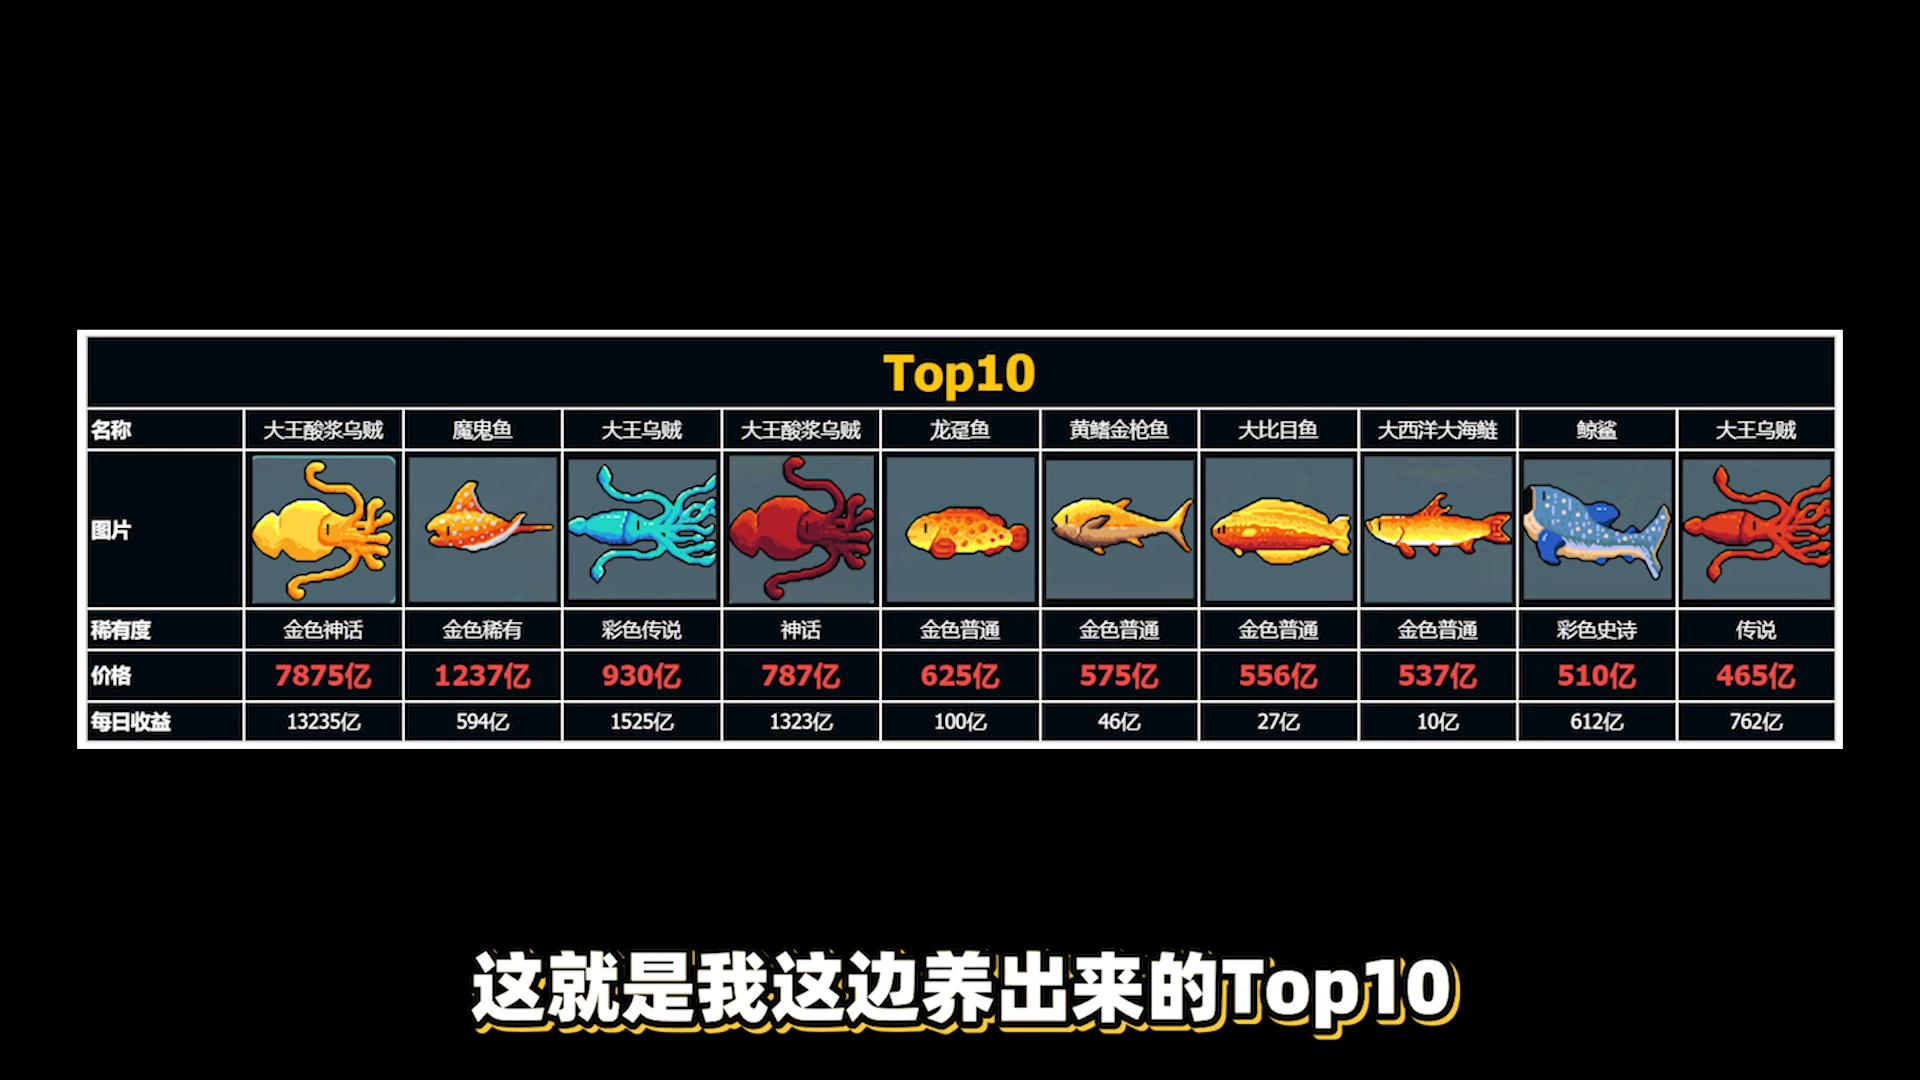 Top10
名称 大王酸浆乌贼 魔鬼鱼 大王乌贼 大王酸浆乌贼 龙趸鱼 黄鳍金枪鱼 大比目鱼 大西洋大海鲢 鲸鲨 大王乌贼
图片
稀有度 金色神话 金色稀有 彩色传说 神话 金色普通 金色普通 金色普通 金色普通 彩色史诗 传说
价格 7875亿 1237亿 930亿 787亿 625亿 575亿 556亿 537亿 510亿 465亿
每日收益 13235亿 594亿 1525亿 1323亿 100亿 46亿 27亿 10亿 612亿 762亿
这就是我这边养出来的Top10